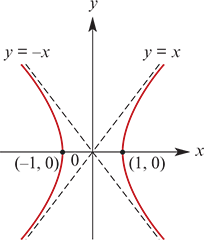 y
y = –x
y = x
(–1, 0) 0 (1, 0) x